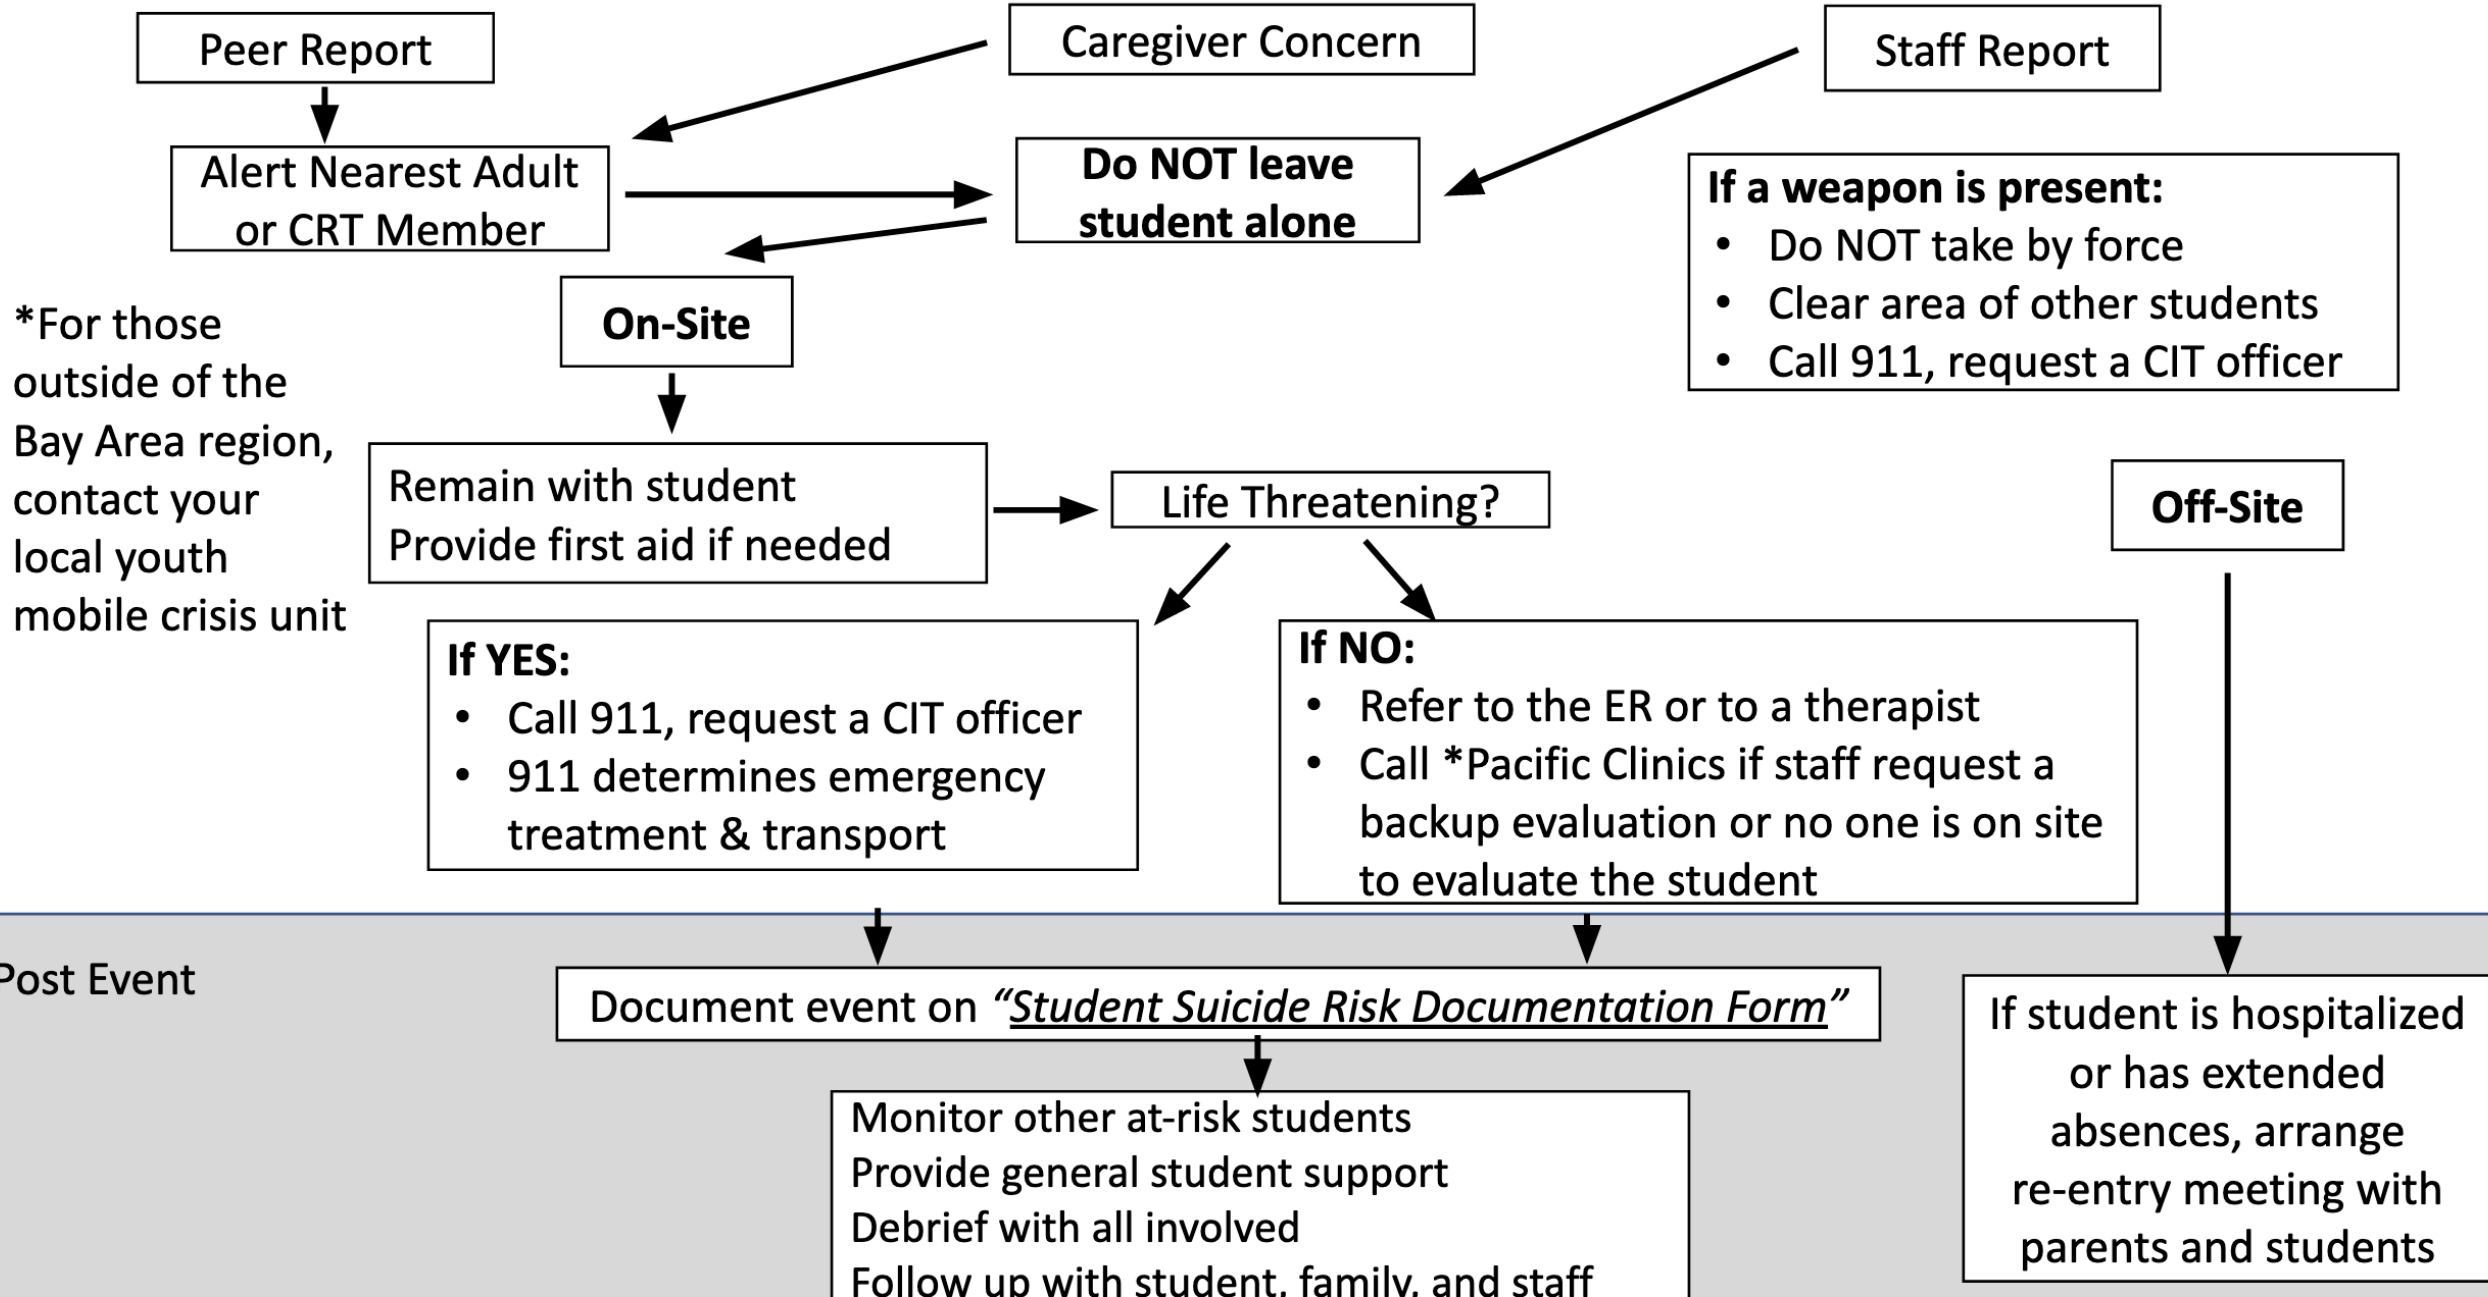 Peer Report
Caregiver Concern
Staff Report
Alert Nearest Adult
or CRT Member
Do NOT leave
student alone
If a weapon is present:
• Do NOT take by force
• Clear area of other students
• Call 911, request a CIT officer
On-Site
*For those
outside of the
Bay Area region,
contact your
local youth
mobile crisis unit
Remain with student
Provide first aid if needed
Life Threatening?
Off-Site
If YES:
• Call 911, request a CIT officer
• 911 determines emergency
treatment & transport
If NO:
• Refer to the ER or to a therapist
• Call *Pacific Clinics if staff request a
backup evaluation or no one is on site
to evaluate the student
Post Event
Document event on “Student Suicide Risk Documentation Form”
If student is hospitalized
or has extended
absences, arrange
re-entry meeting with
parents and students
Monitor other at-risk students
Provide general student support
Debrief with all involved
Follow up with student, family, and staff